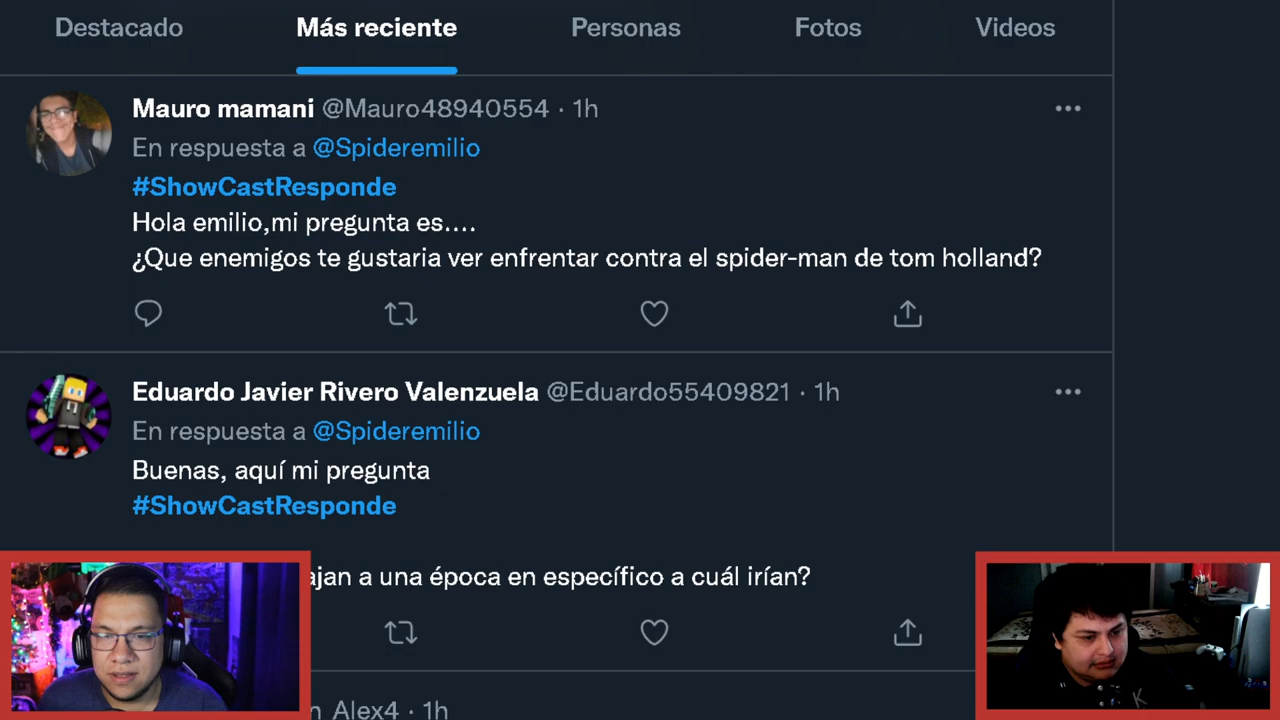 Destacado Más reciente Personas Fotos Videos
Mauro mamani @Mauro48940554 · 1h
En respuesta a @Spideremilio
#ShowCastResponde
Hola emilio,mi pregunta es....
¿Que enemigos te gustaria ver enfrentar contra el spider-man de tom holland?
Eduardo Javier Rivero Valenzuela @Eduardo55409821 · 1h
En respuesta a @Spideremilio
Buenas, aquí mi pregunta
#ShowCastResponde
a una época en específico a cuál irían?
Alex4 · 1h